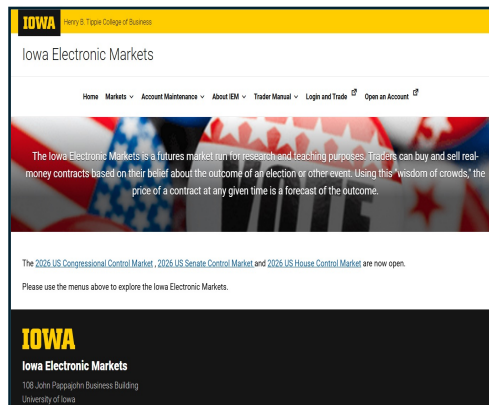 IOWA Henry B. Tippie College of Business
Iowa Electronic Markets
Home Markets Account Maintenance About IEM Trader Manual Login and Trade Open an Account
The Iowa Electronic Markets is a futures market run for research and teaching purposes. Traders can buy and sell real-
money contracts based on their belief about the outcome of an election or other event. Using this "wisdom of crowds," the
price of a contract at any given time is a forecast of the outcome.
VOTE
The 2026 US Congressional Control Market , 2026 US Senate Control Market and 2026 US House Control Market are now open.
Please use the menus above to explore the Iowa Electronic Markets.
IOWA
Iowa Electronic Markets
108 John Pappajohn Business Building
University of Iowa